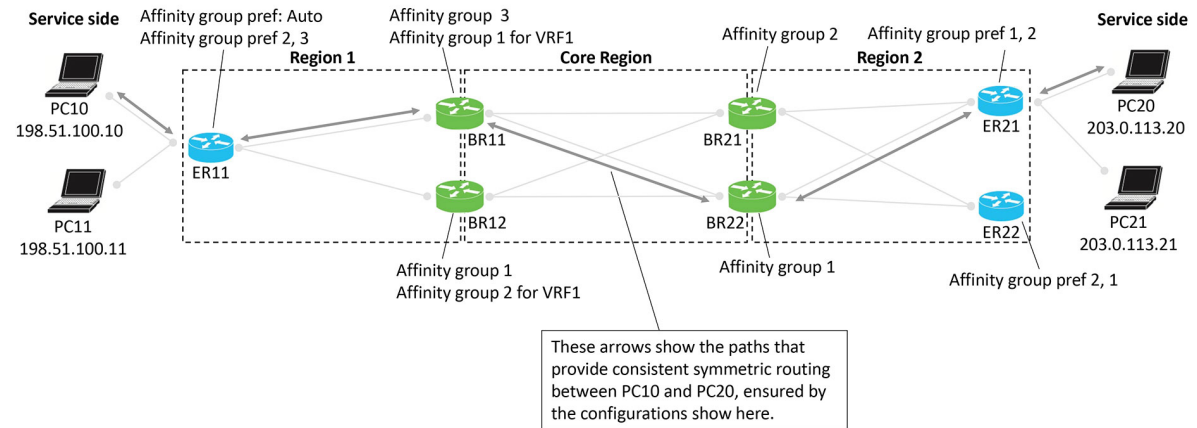 Service side
Affinity group pref: Auto
Affinity group pref 2, 3
Affinity group 3
Affinity group 1 for VRF1
Affinity group 2
Affinity group pref 1, 2
Service side
Region 1
Core Region
Region 2
PC10
198.51.100.10
ER11
BR11
BR21
ER21
PC20
203.0.113.20
PC11
198.51.100.11
BR12
BR22
ER22
PC21
203.0.113.21
Affinity group 1
Affinity group 2 for VRF1
Affinity group 1
Affinity group pref 2, 1
These arrows show the paths that
provide consistent symmetric routing
between PC10 and PC20, ensured by
the configurations show here.